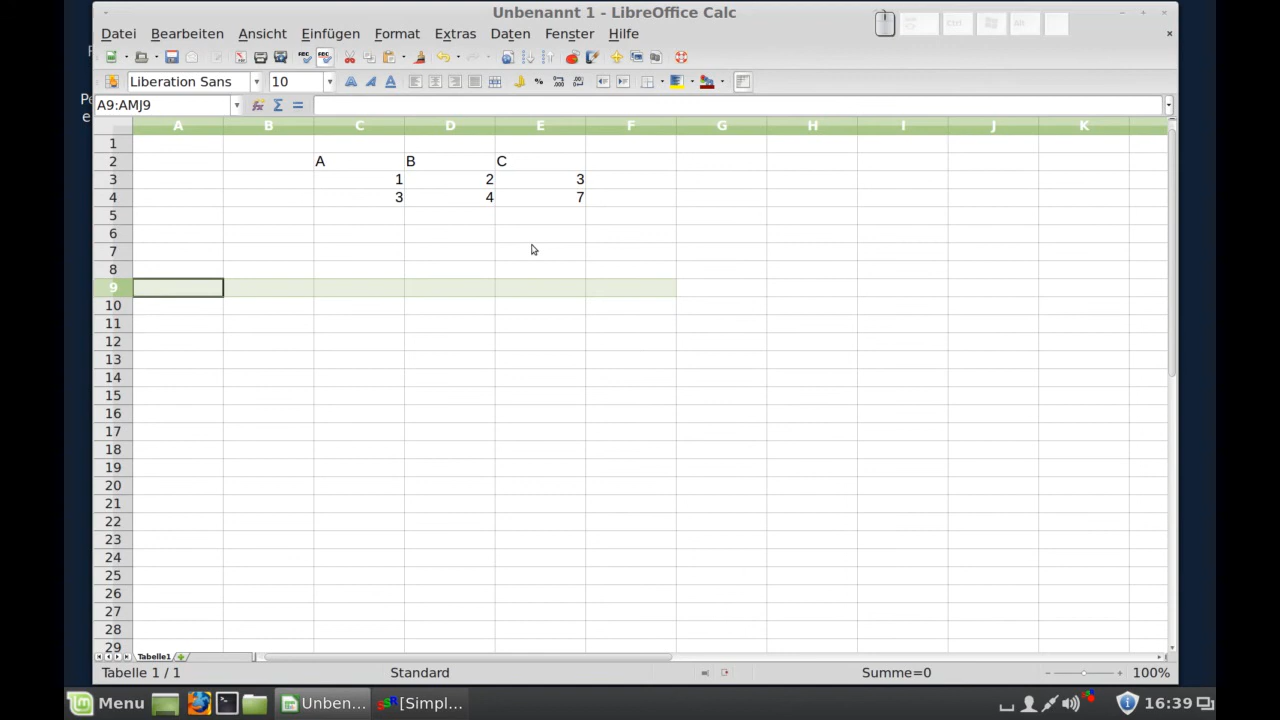 Unbenannt 1 - LibreOffice Calc
Datei Bearbeiten Ansicht Einfügen Format Extras Daten Fenster Hilfe
Liberation Sans 10
A9:AMJ9
A B C D E F G H I J K
1
2 A B C
3 1 2 3
4 3 4 7
5
6
7
8
9
10
11
12
13
14
15
16
17
18
19
20
21
22
23
24
25
26
27
28
29
Tabelle1
Tabelle 1 / 1 Standard Summe=0 100%
Menu Unben... [Simpl... 16:39